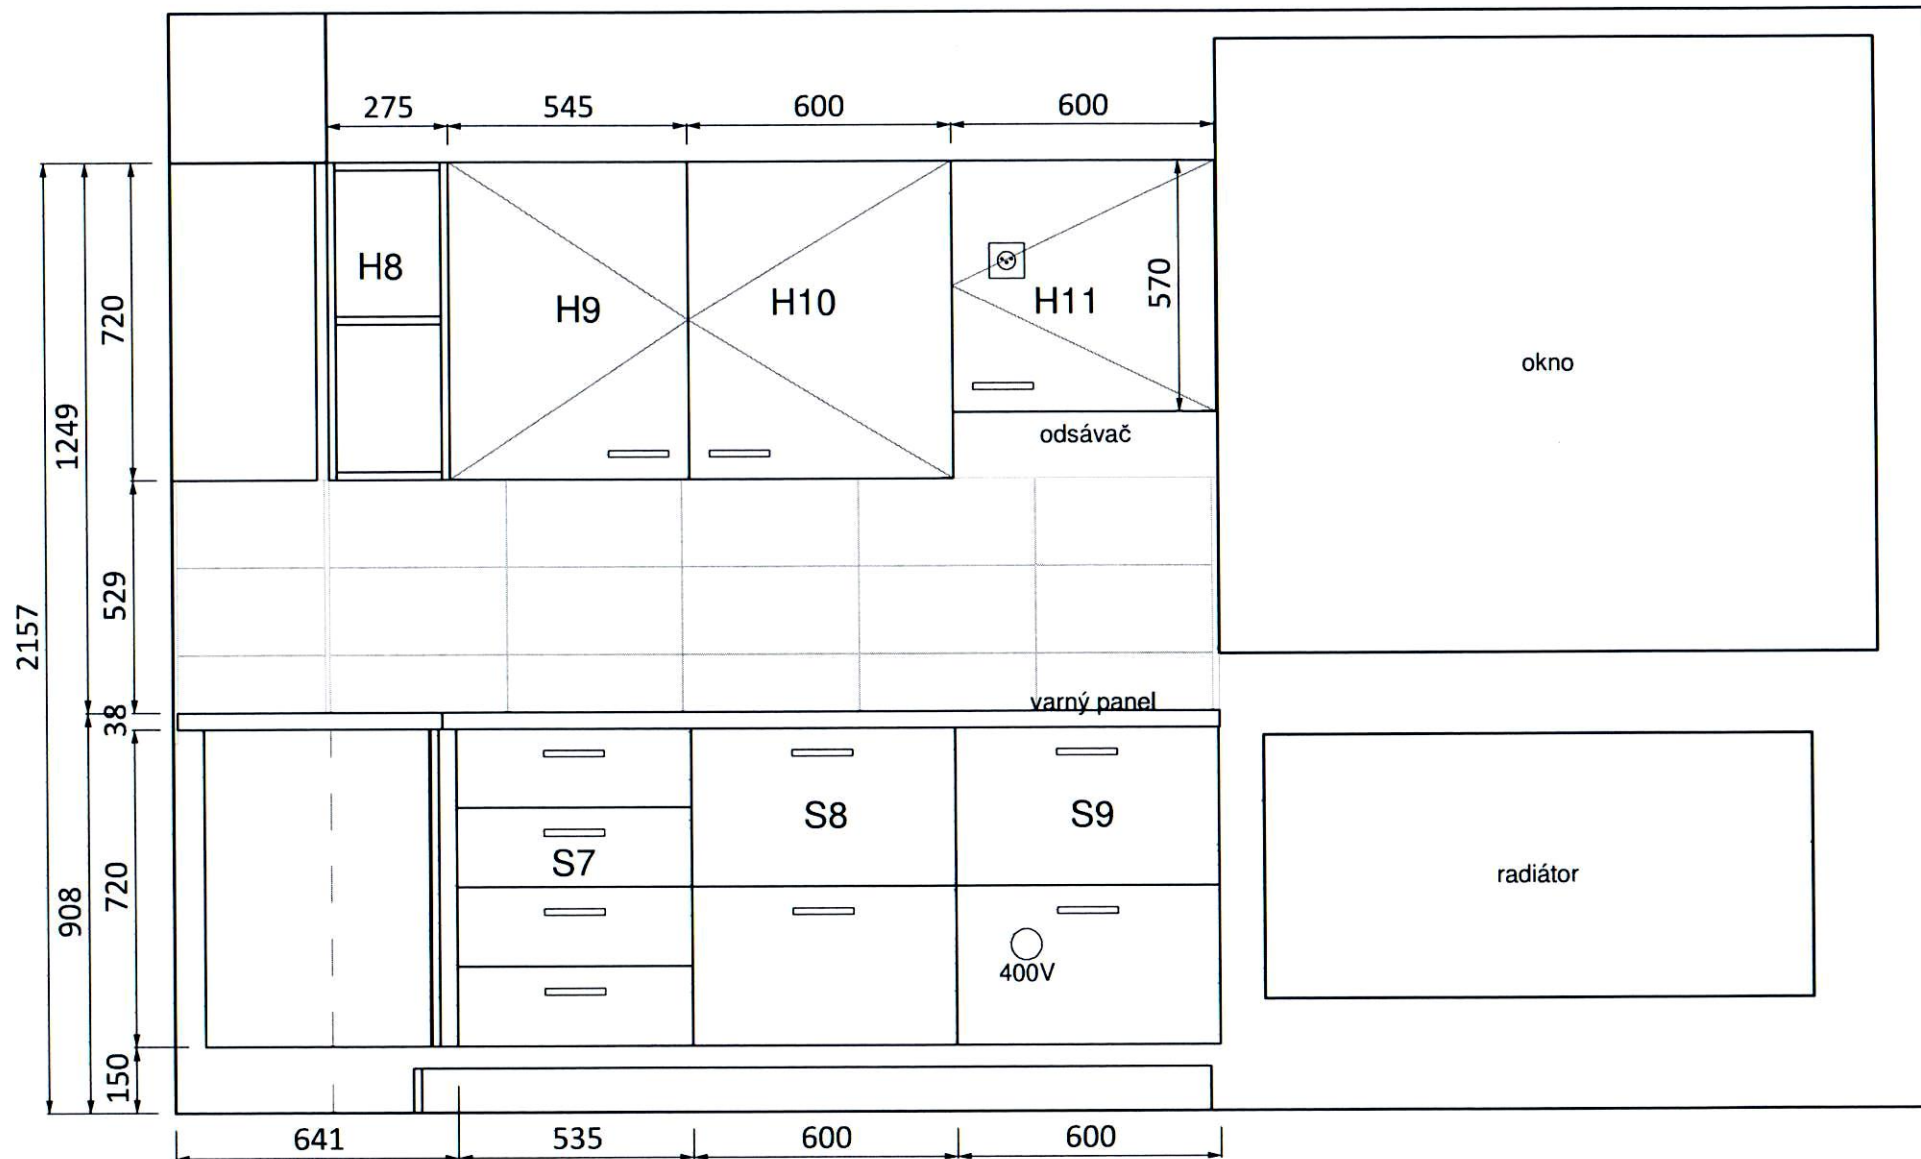 275 545 600 600
H8
H9
H10
H11
570
720
1249
odsávač
okno
529
2157
38
varný panel
908
720
S7
S8
S9
400V
radiátor
150
641 535 600 600